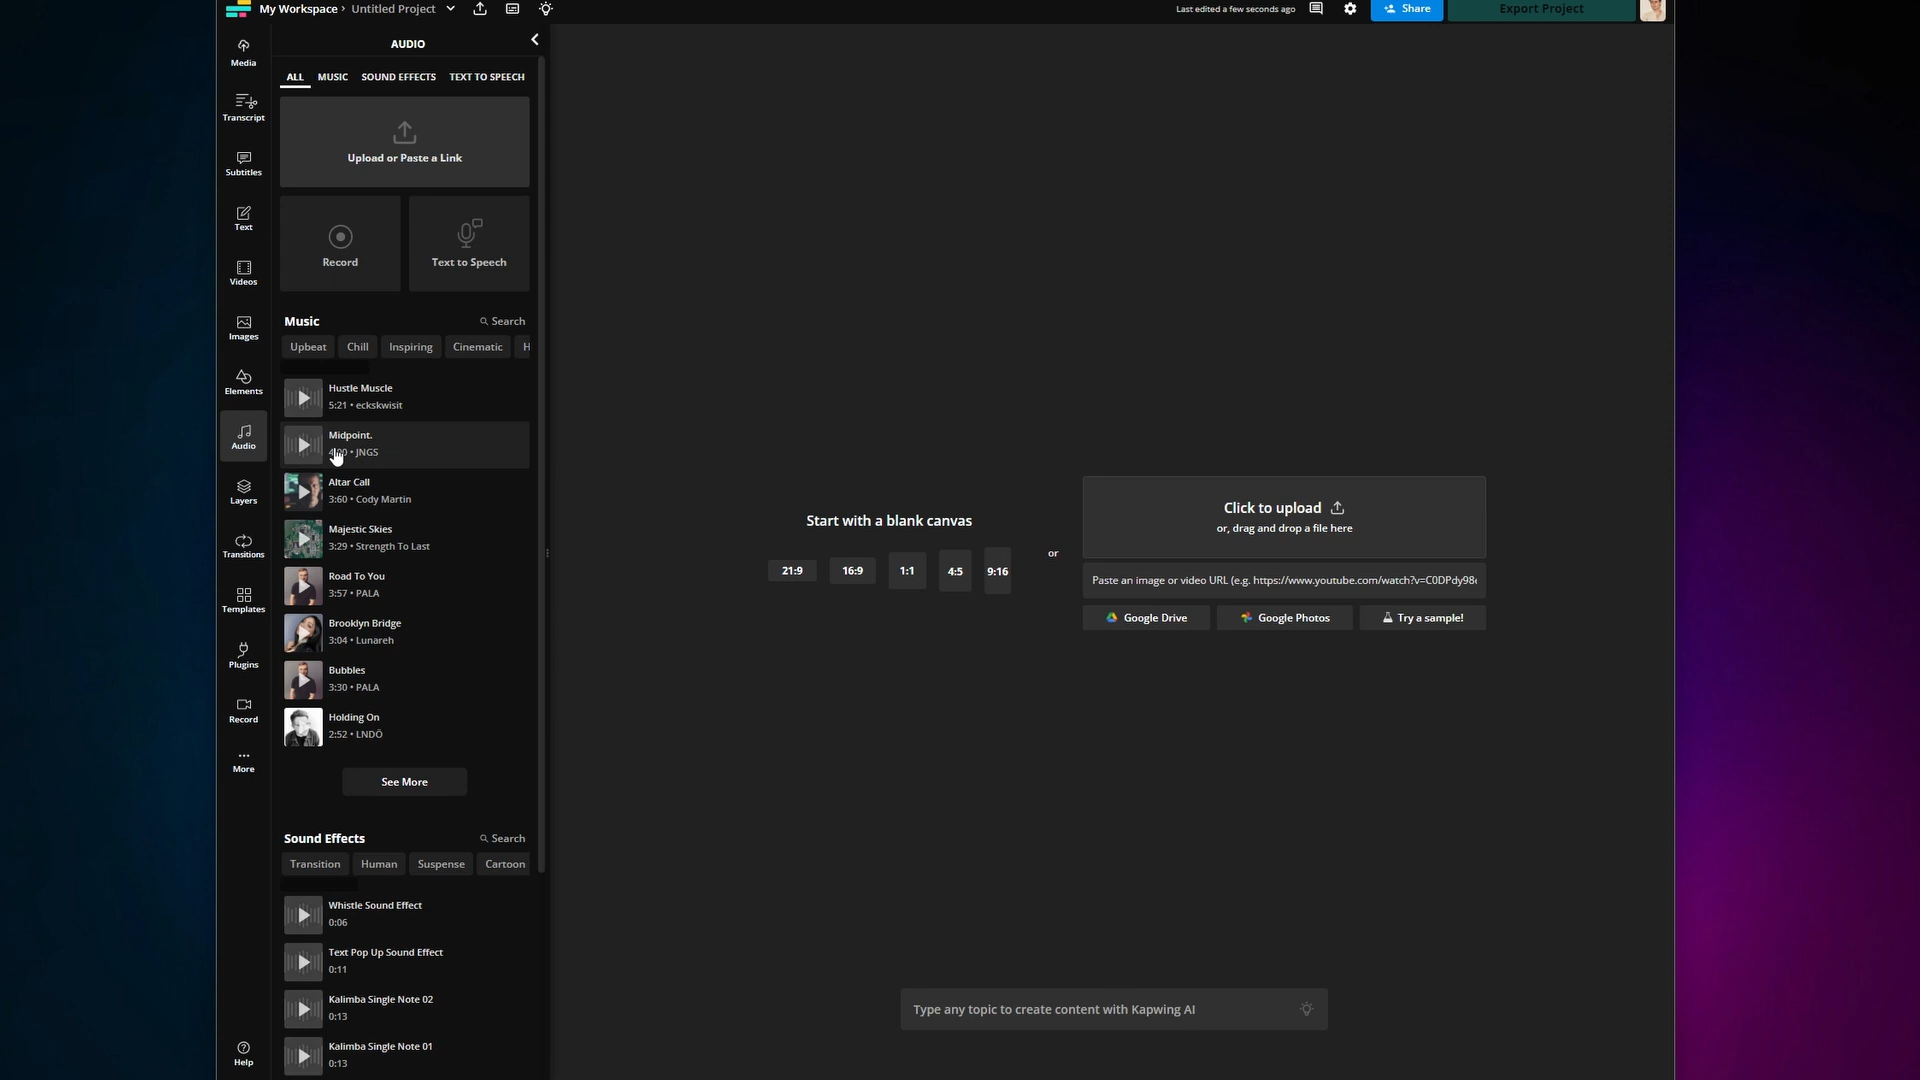 My Workspace › Untitled Project
Last edited a few seconds ago
Share
Export Project
Media
Transcript
Subtitles
Text
Videos
Images
Elements
Audio
Layers
Transitions
Templates
Plugins
Record
More
Help
AUDIO
ALL MUSIC SOUND EFFECTS TEXT TO SPEECH
Upload or Paste a Link
Record
Text to Speech
Music
Search
Upbeat Chill Inspiring Cinematic H
Hustle Muscle
5:21 • eckskwisit
Midpoint.
4:00 • JNGS
Altar Call
3:60 • Cody Martin
Majestic Skies
3:29 • Strength To Last
Road To You
3:57 • PALA
Brooklyn Bridge
3:04 • Lunareh
Bubbles
3:30 • PALA
Holding On
2:52 • LNDÖ
See More
Sound Effects
Search
Transition Human Suspense Cartoon
Whistle Sound Effect
0:06
Text Pop Up Sound Effect
0:11
Kalimba Single Note 02
0:13
Kalimba Single Note 01
0:13
Start with a blank canvas
21:9 16:9 1:1 4:5 9:16
or
Click to upload
or, drag and drop a file here
Paste an image or video URL (e.g. https://www.youtube.com/watch?v=C0DPdy98
Google Drive
Google Photos
Try a sample!
Type any topic to create content with Kapwing AI